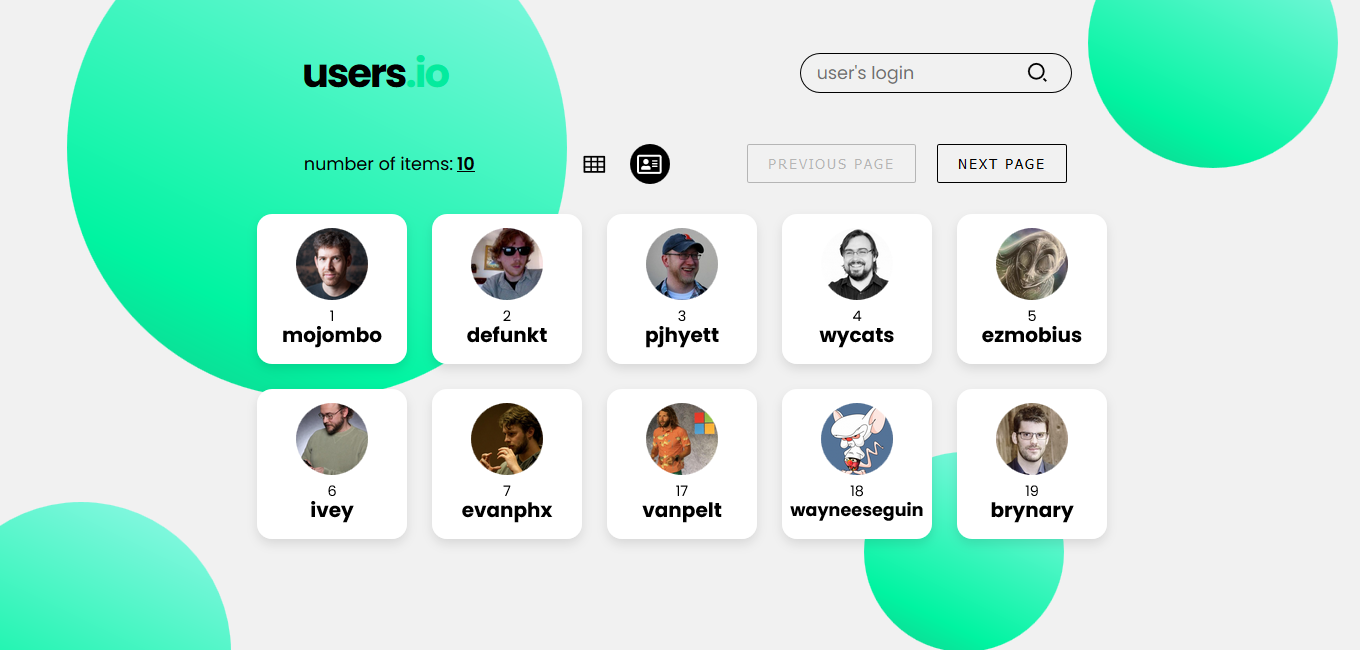 users.io
user's login
number of items: 10
PREVIOUS PAGE
NEXT PAGE
1
mojombo
2
defunkt
3
pjhyett
4
wycats
5
ezmobius
6
ivey
7
evanphx
17
vanpelt
18
wayneeseguin
19
brynary